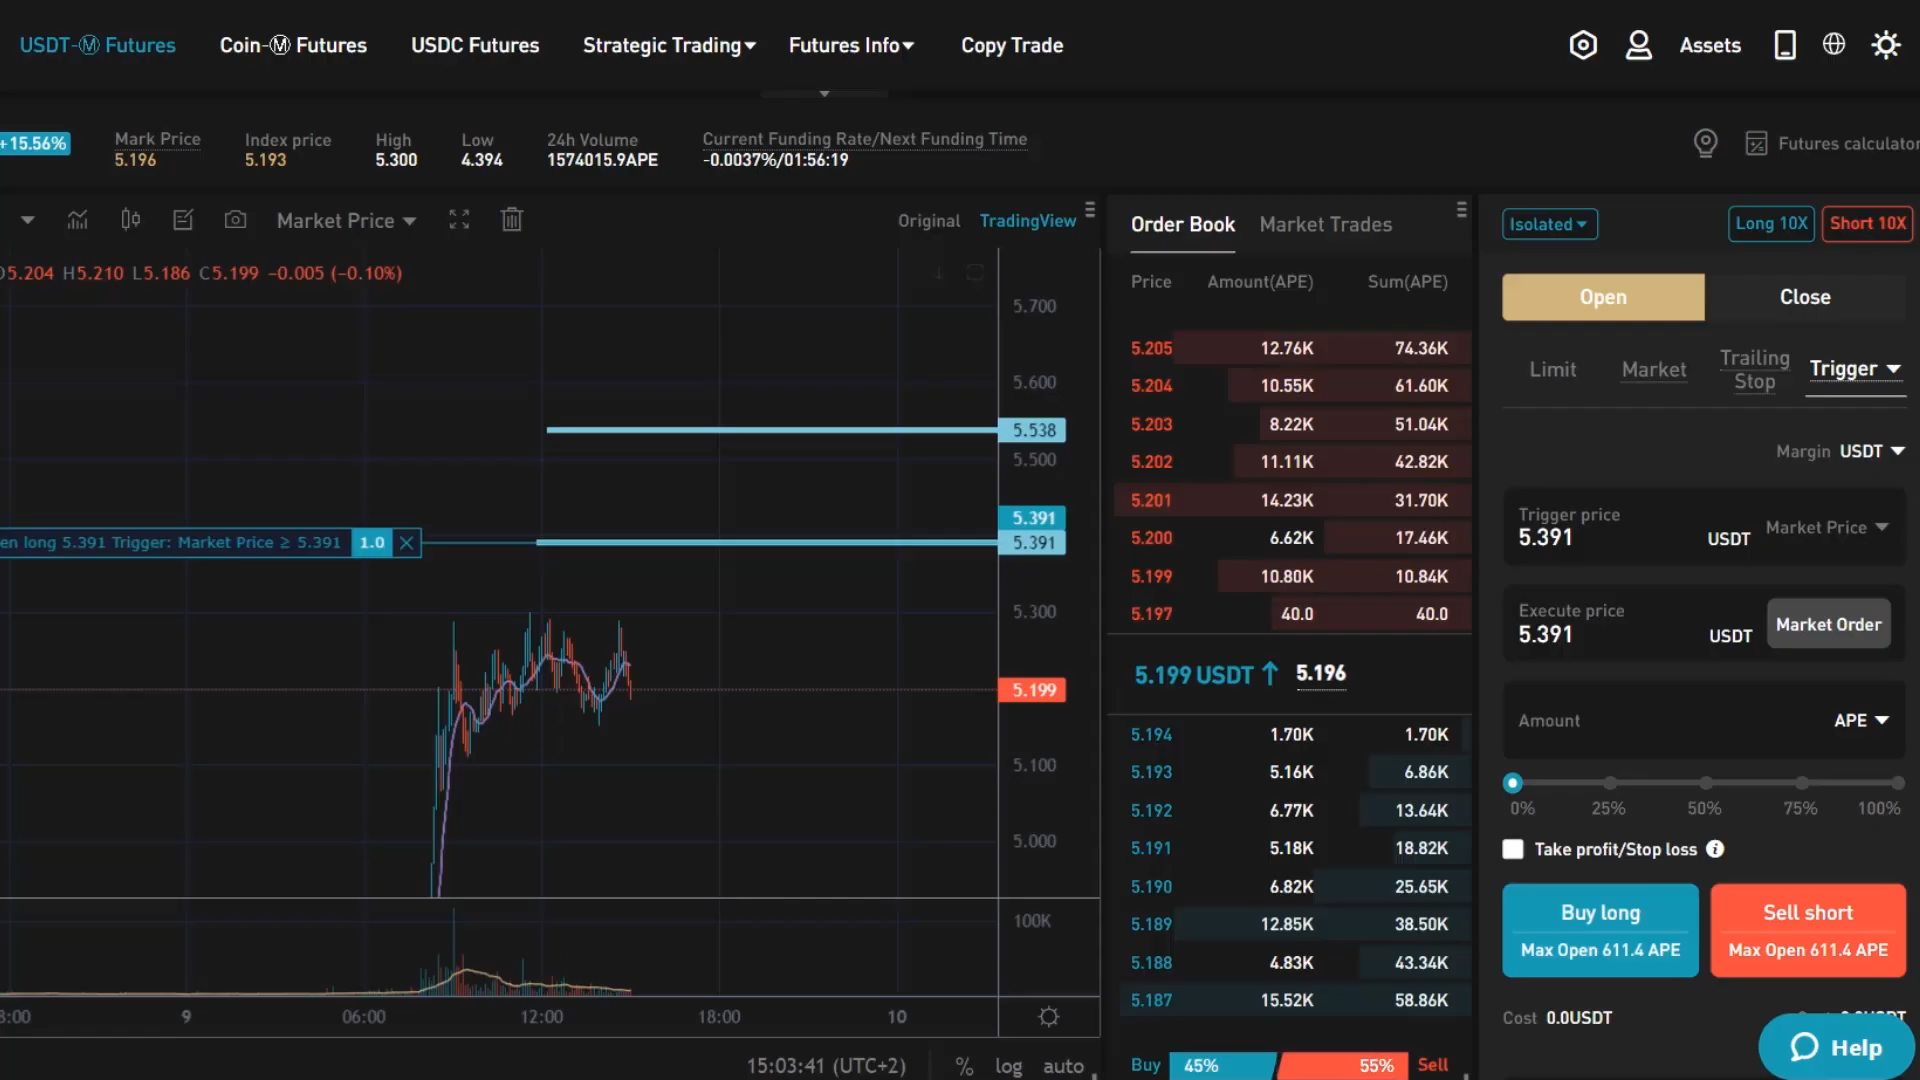 USDT-Ⓜ Futures
Coin-Ⓜ Futures
USDC Futures
Strategic Trading
Futures Info
Copy Trade
Assets
+15.56%
Mark Price
5.196
Index price
5.193
High
5.300
Low
4.394
24h Volume
1574015.9APE
Current Funding Rate/Next Funding Time
-0.0037%/01:56:19
Futures calculator
Market Price
Original
TradingView
O5.204 H5.210 L5.186 C5.199 −0.005 (−0.10%)
5.700
5.600
5.538
5.500
5.391
5.391
5.300
5.199
5.100
5.000
100K
en long 5.391 Trigger: Market Price ≥ 5.391
1.0
8:00
9
06:00
12:00
18:00
10
15:03:41 (UTC+2)
%
log
auto
Order Book
Market Trades
Price Amount(APE) Sum(APE)
5.205 12.76K 74.36K
5.204 10.55K 61.60K
5.203 8.22K 51.04K
5.202 11.11K 42.82K
5.201 14.23K 31.70K
5.200 6.62K 17.46K
5.199 10.80K 10.84K
5.197 40.0 40.0
5.199 USDT ↑ 5.196
5.194 1.70K 1.70K
5.193 5.16K 6.86K
5.192 6.77K 13.64K
5.191 5.18K 18.82K
5.190 6.82K 25.65K
5.189 12.85K 38.50K
5.188 4.83K 43.34K
5.187 15.52K 58.86K
Buy 45% 55% Sell
Isolated
Long 10X
Short 10X
Open
Close
Limit
Market
Trailing
Stop
Trigger
Margin USDT
Trigger price
5.391
USDT
Market Price
Execute price
5.391
USDT
Market Order
Amount
APE
0% 25% 50% 75% 100%
Take profit/Stop loss
Buy long
Max Open 611.4 APE
Sell short
Max Open 611.4 APE
Cost 0.0USDT
Help